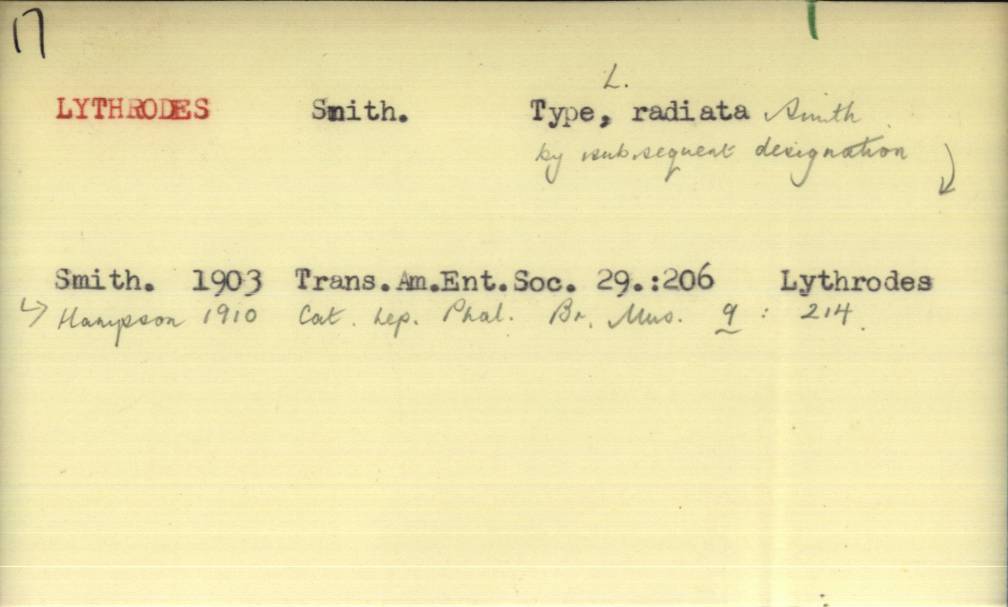 17
LYTHRODES Smith. Type, L. radiata Smith
by subsequent designation
Smith. 1903 Trans.Am.Ent.Soc. 29.:206 Lythrodes
↳ Hampson 1910 Cat. Lep. Phal. Br. Mus. 9 : 214.